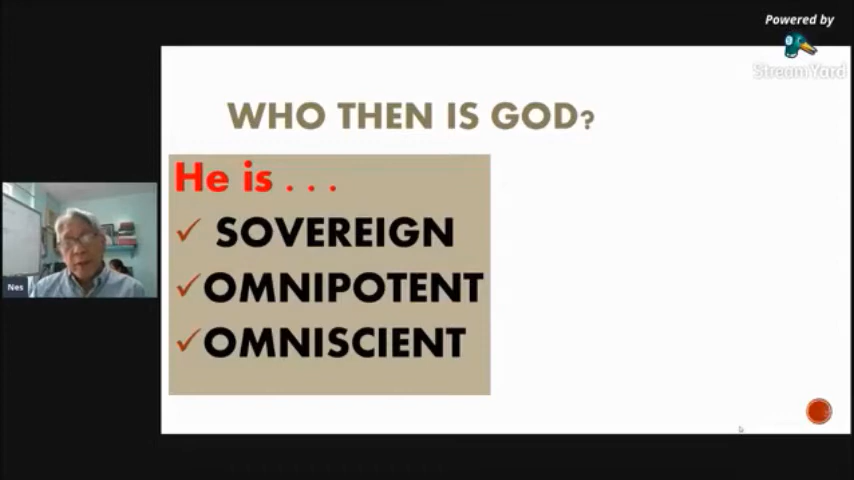 Powered by
StreamYard
WHO THEN IS GOD?
He is . . .
✓ SOVEREIGN
✓OMNIPOTENT
✓OMNISCIENT
Nes